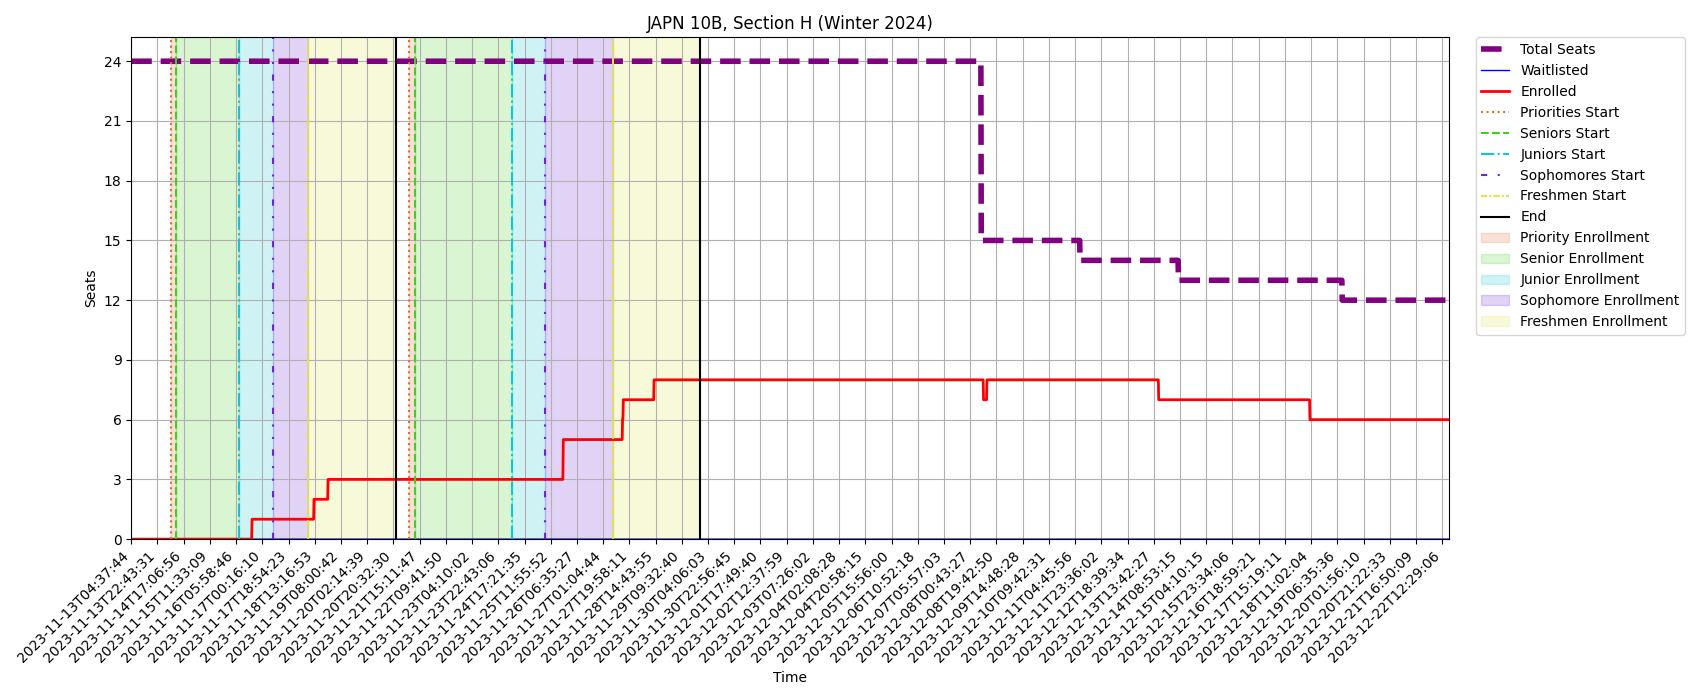 JAPN 10B, Section H (Winter 2024)
Seats
24
21
18
15
12
9
6
3
0
2023-11-13T04:37:44
2023-11-13T22:43:31
2023-11-14T17:06:56
2023-11-15T11:33:09
2023-11-16T05:58:46
2023-11-17T00:16:10
2023-11-17T18:54:23
2023-11-18T13:16:53
2023-11-19T08:00:42
2023-11-20T02:14:39
2023-11-20T20:32:30
2023-11-21T15:11:47
2023-11-22T09:41:50
2023-11-23T04:10:02
2023-11-23T22:43:06
2023-11-24T17:21:35
2023-11-25T11:55:52
2023-11-26T06:35:27
2023-11-27T01:04:44
2023-11-27T19:58:11
2023-11-28T14:43:55
2023-11-29T09:32:40
2023-11-30T04:06:03
2023-11-30T22:56:45
2023-12-01T17:49:40
2023-12-02T12:37:59
2023-12-03T07:26:02
2023-12-04T02:08:28
2023-12-04T20:58:15
2023-12-05T15:56:00
2023-12-06T10:52:18
2023-12-07T05:57:03
2023-12-08T00:43:27
2023-12-08T19:42:50
2023-12-09T14:48:28
2023-12-10T09:42:31
2023-12-11T04:45:56
2023-12-11T23:36:02
2023-12-12T18:39:34
2023-12-13T13:42:27
2023-12-14T08:53:15
2023-12-15T04:10:15
2023-12-15T23:34:06
2023-12-16T18:59:21
2023-12-17T15:19:11
2023-12-18T11:02:04
2023-12-19T06:35:36
2023-12-20T01:56:10
2023-12-20T21:22:33
2023-12-21T16:50:09
2023-12-22T12:29:06
Time
Total Seats
Waitlisted
Enrolled
Priorities Start
Seniors Start
Juniors Start
Sophomores Start
Freshmen Start
End
Priority Enrollment
Senior Enrollment
Junior Enrollment
Sophomore Enrollment
Freshmen Enrollment